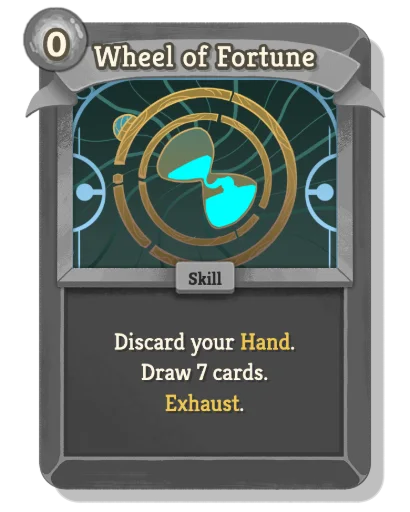 0
Wheel of Fortune
Skill
Discard your Hand.
Draw 7 cards.
Exhaust.